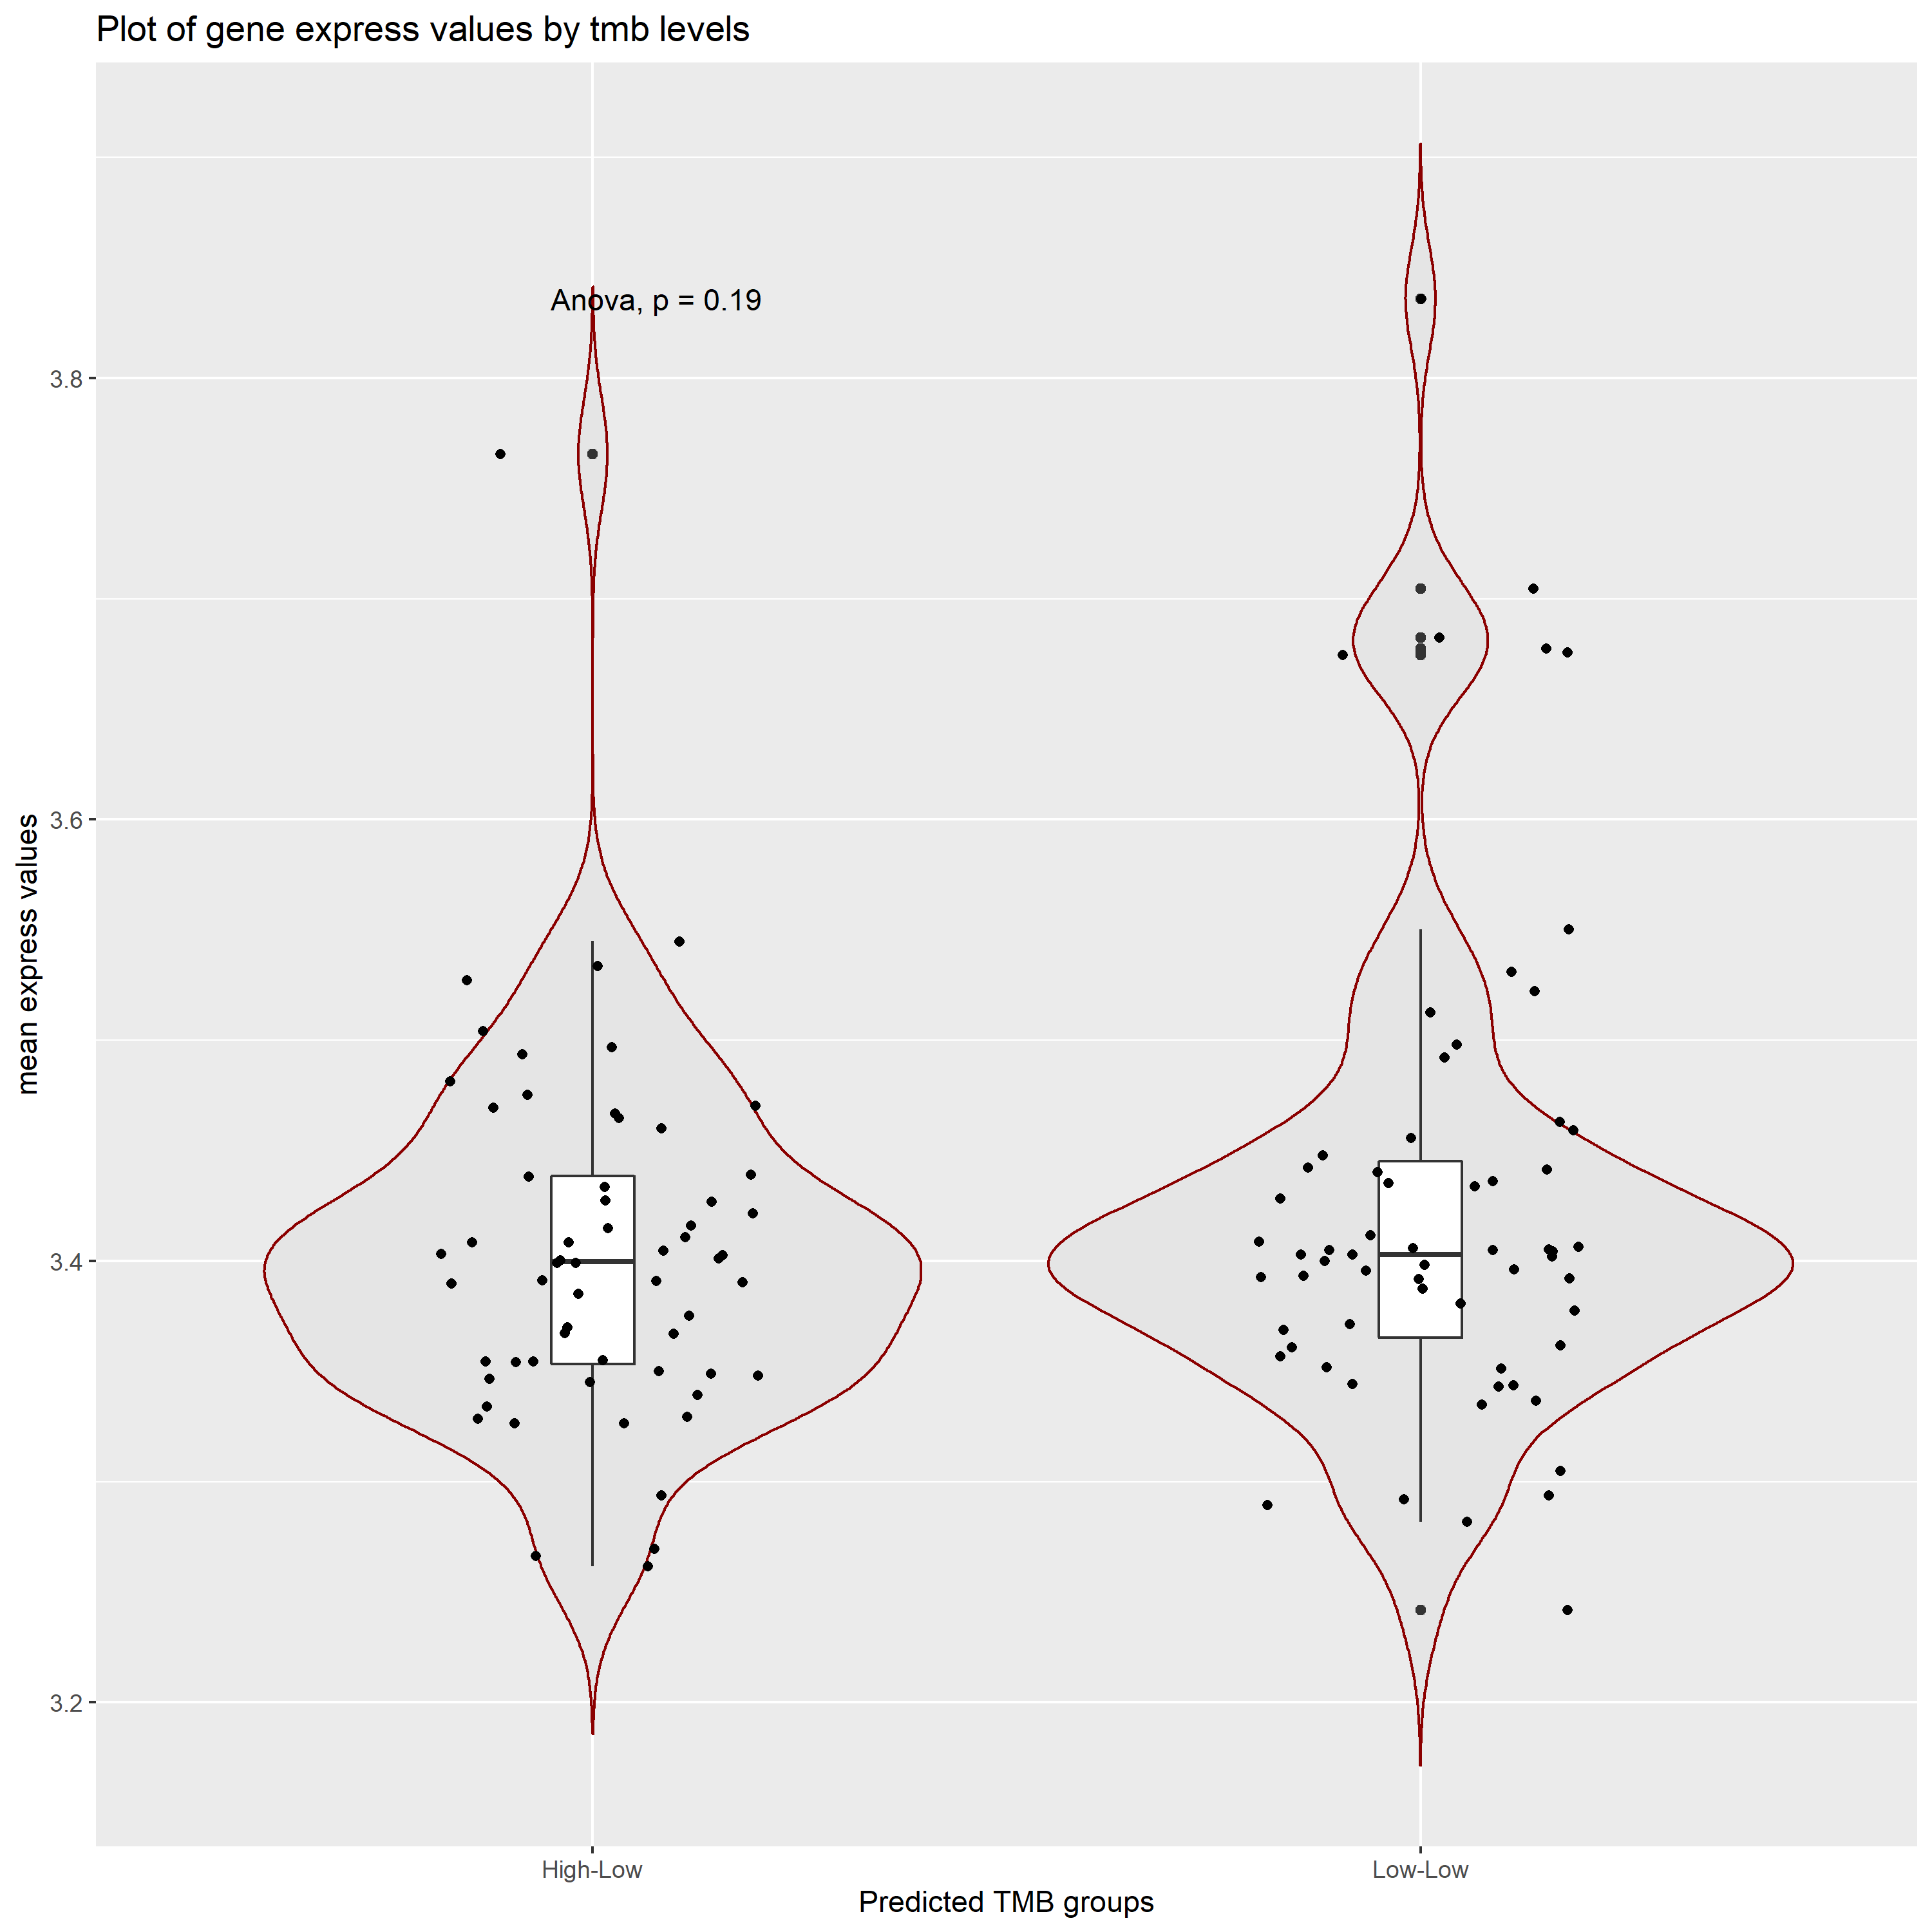 Plot of gene express values by tmb levels
Anova, p = 0.19
3.8
3.6
3.4
3.2
mean express values
High-Low
Low-Low
Predicted TMB groups